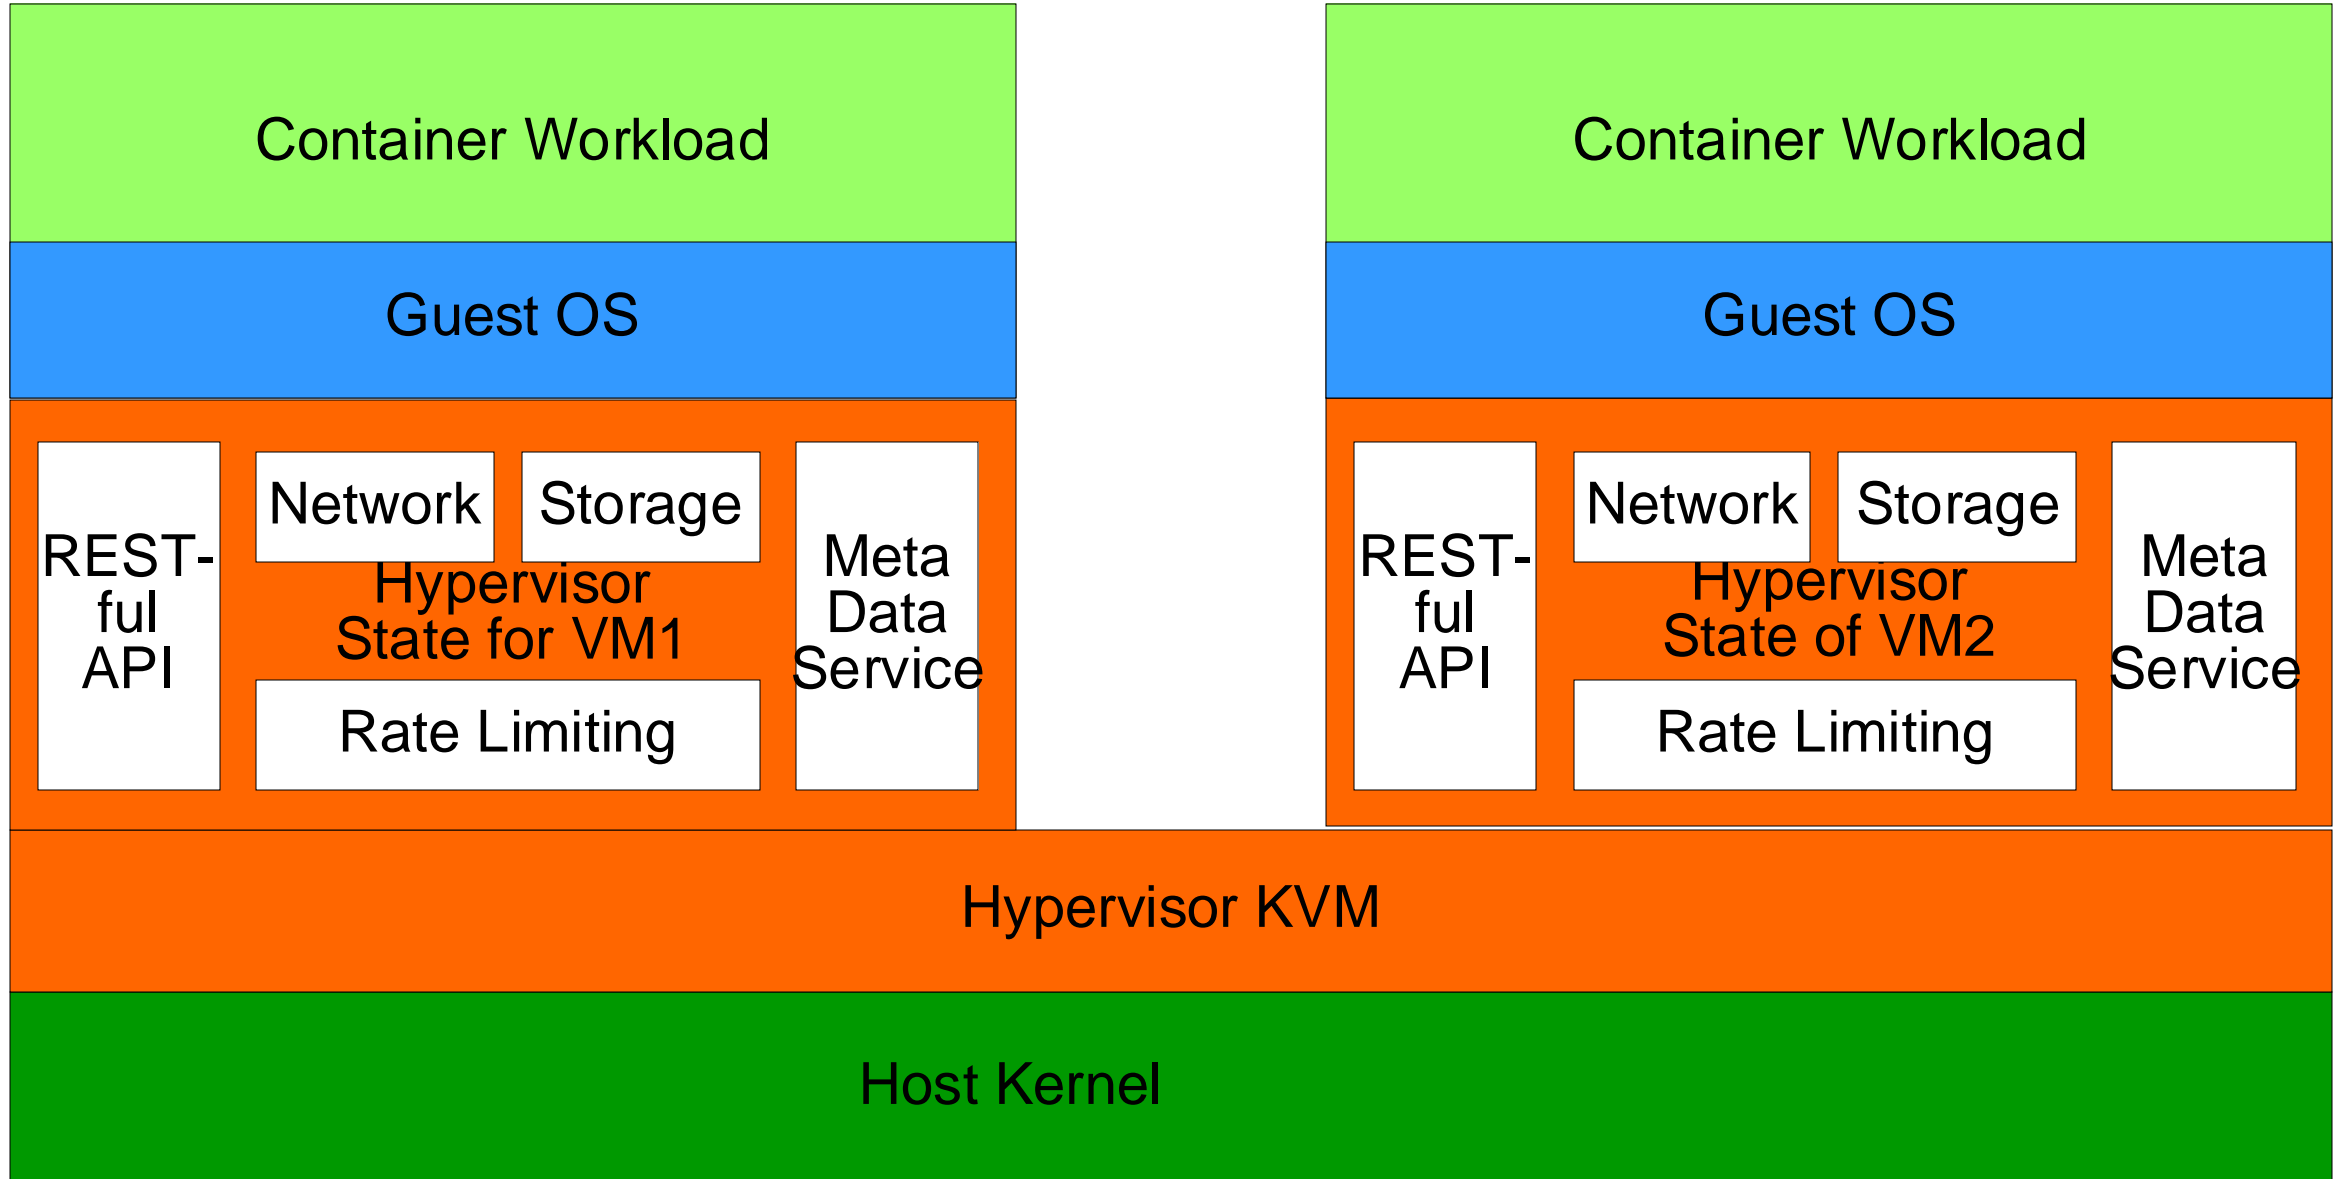 Container Workload
Guest OS
REST-
ful
API
Network
Storage
Hypervisor
State for VM1
Rate Limiting
Meta
Data
Service
Container Workload
Guest OS
REST-
ful
API
Network
Storage
Hypervisor
State of VM2
Rate Limiting
Meta
Data
Service
Hypervisor KVM
Host Kernel